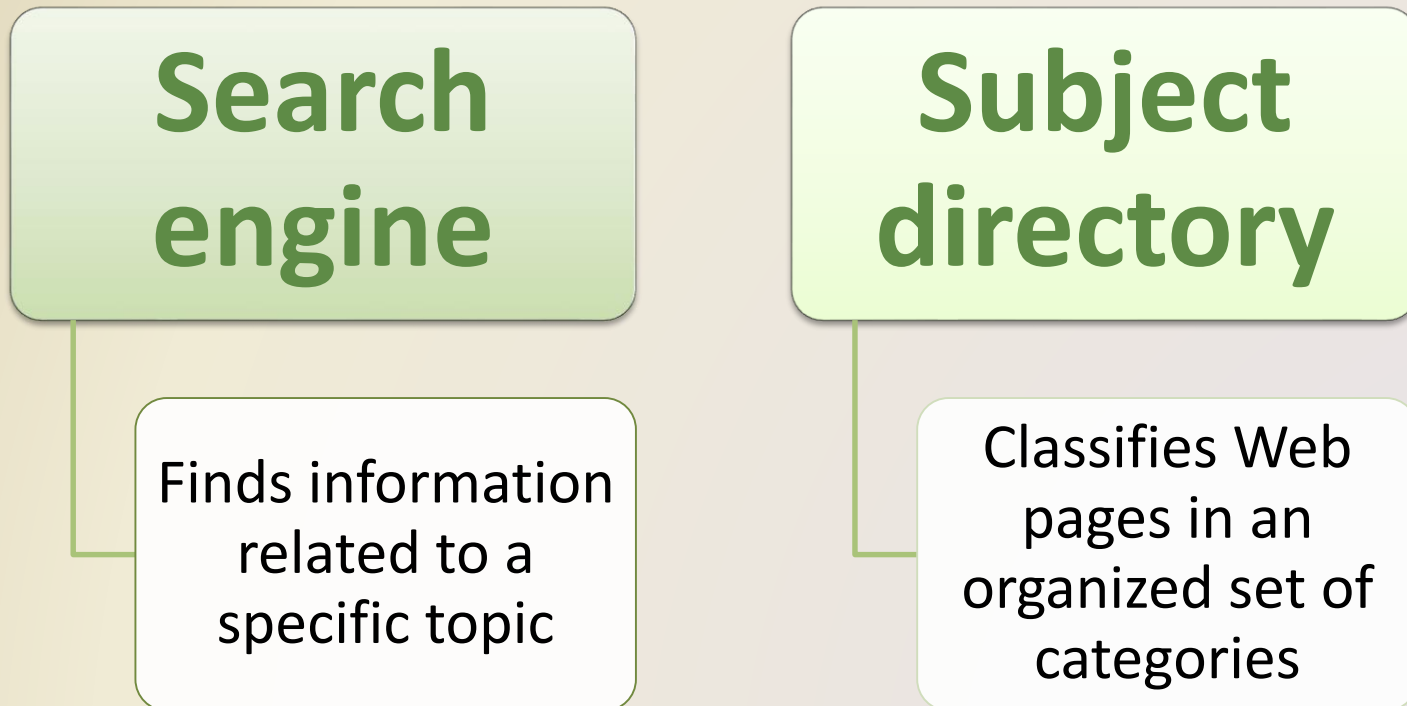 Search
engine
Finds information
related to a
specific topic
Subject
directory
Classifies Web
pages in an
organized set of
categories